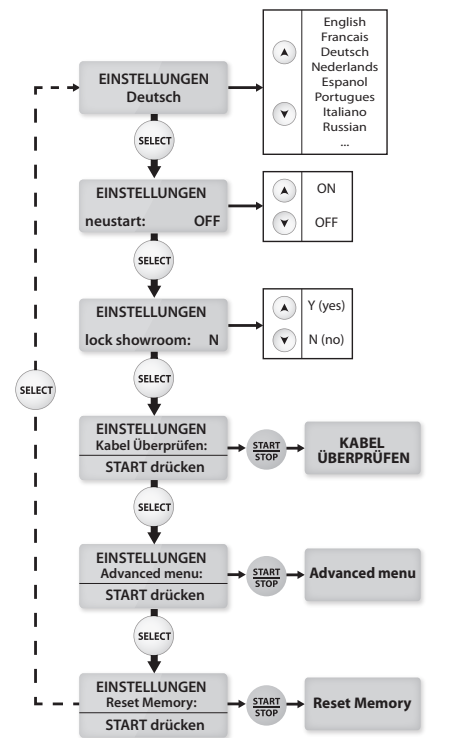 English
Francais
Deutsch
Nederlands
Espanol
Portugues
Italiano
Russian
...
EINSTELLUNGEN
Deutsch
SELECT
EINSTELLUNGEN
neustart: OFF
ON
OFF
SELECT
EINSTELLUNGEN
lock showroom: N
Y (yes)
N (no)
SELECT
SELECT
EINSTELLUNGEN
Kabel Überprüfen:
START drücken
START
STOP
KABEL
ÜBERPRÜFEN
SELECT
EINSTELLUNGEN
Advanced menu:
START drücken
START
STOP
Advanced menu
SELECT
EINSTELLUNGEN
Reset Memory:
START drücken
START
STOP
Reset Memory